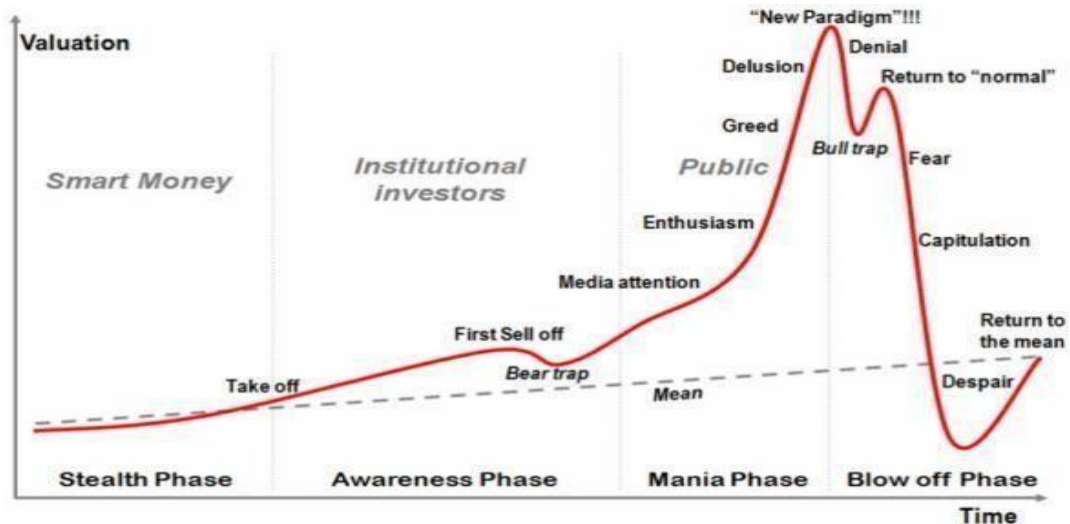 "New Paradigm"!!!
Valuation
Denial
Delusion
Return to "normal"
Greed
Bull trap
Smart Money
Institutional
investors
Public
Fear
Enthusiasm
Capitulation
Media attention
First Sell off
Return to
the mean
Bear trap
Take off
Mean
Despair
Stealth Phase
Awareness Phase
Mania Phase
Blow off Phase
Time